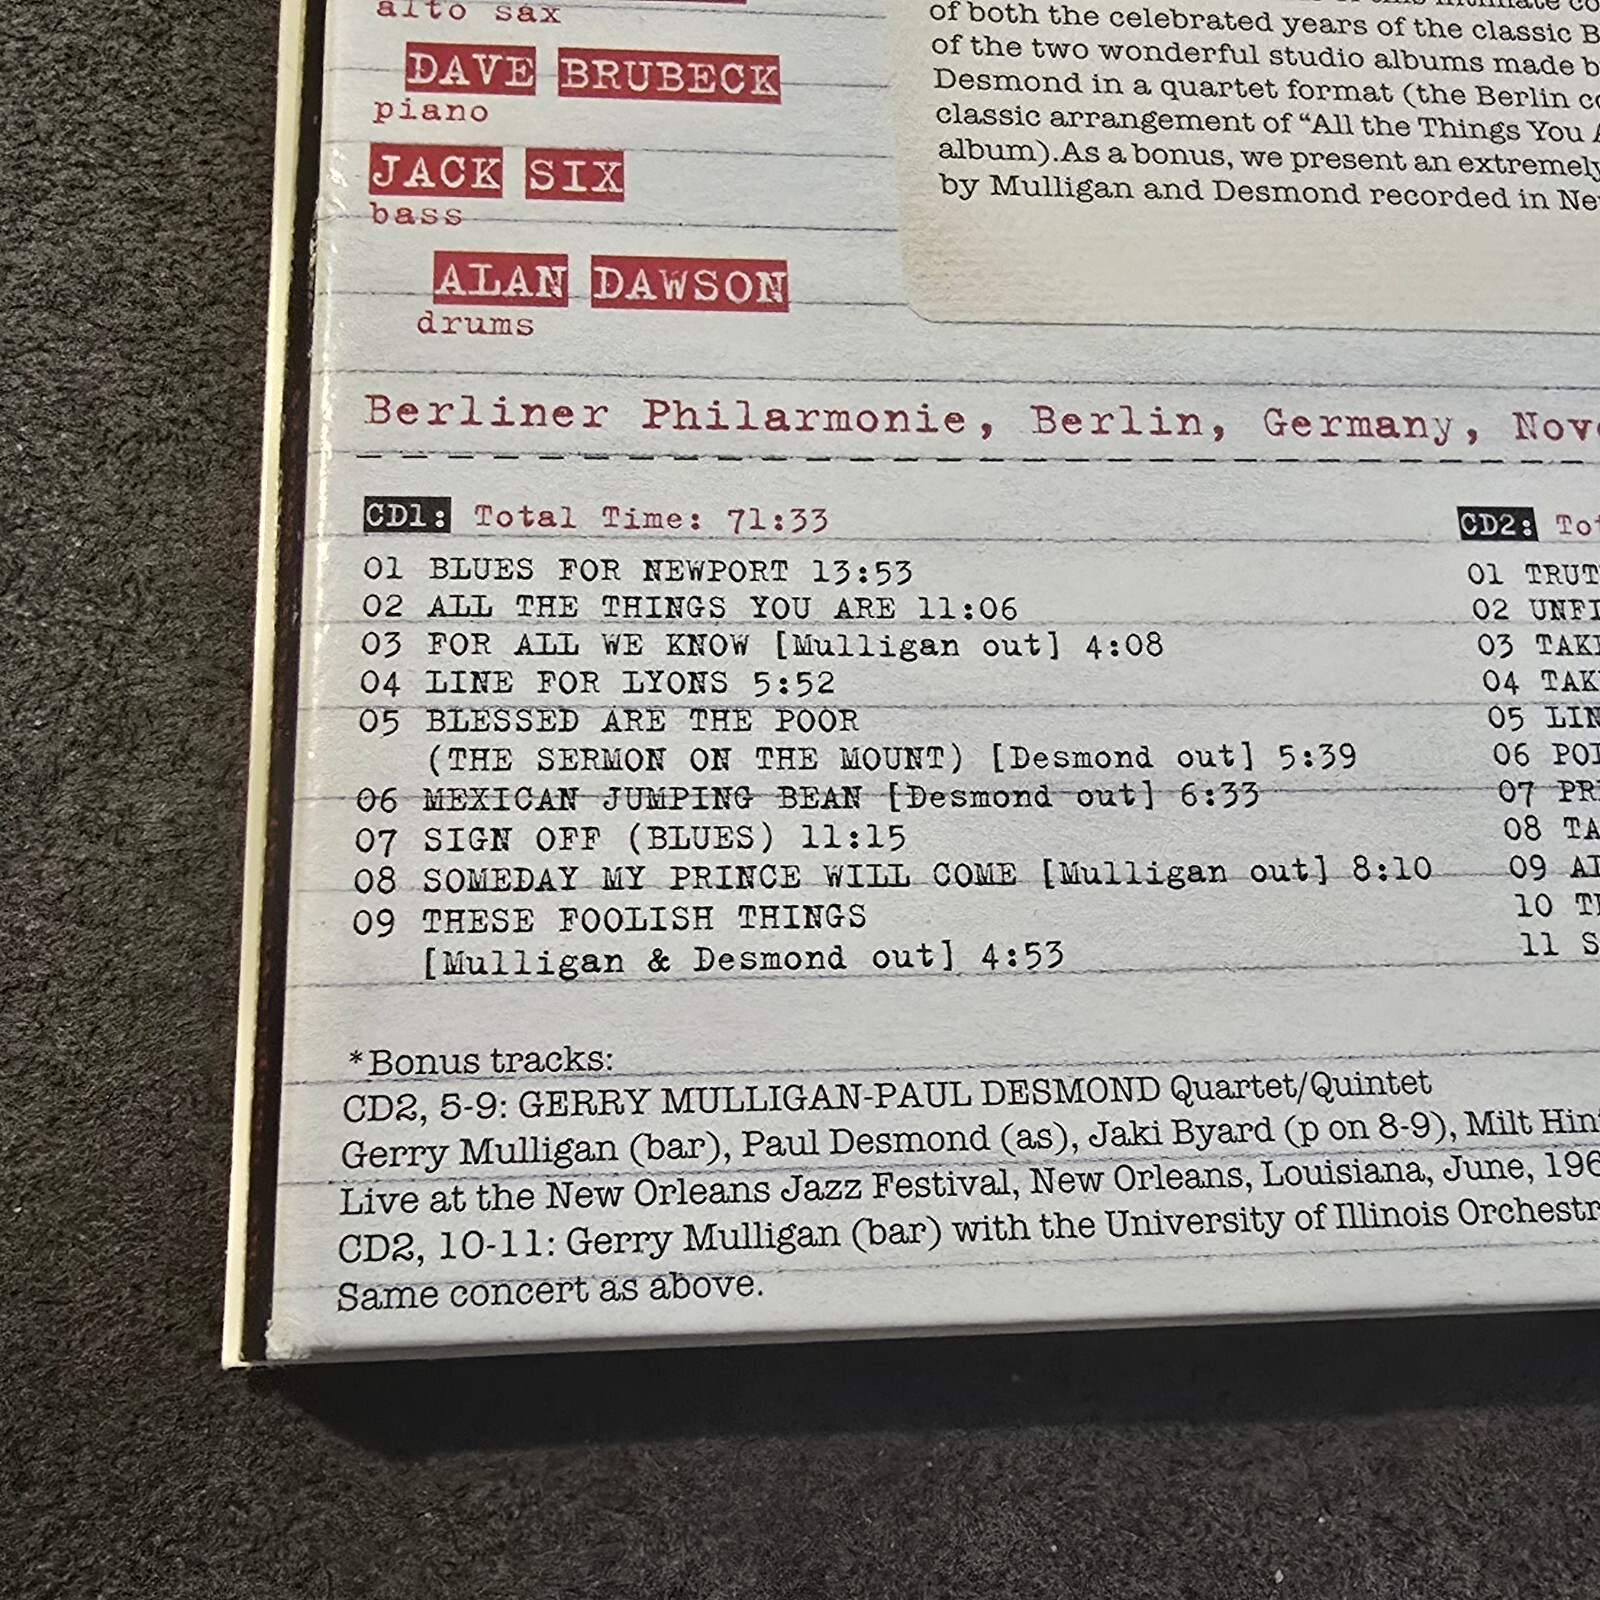 alto sax
DAVE BRUBECK
piano
JACK SIX
bass
ALAN DAWSON
drums
of both the celebrated years of the classic
of the two wonderful studio albums made
Desmond in a quartet format (the Berlin
classic arrangement of “All the Things You
album).As a bonus, we present an extremely
by Mulligan and Desmond recorded in
Berliner Philarmonie, Berlin, Germany,
CD1: Total Time: 71:33
01 BLUES FOR NEWPORT 13:53
02 ALL THE THINGS YOU ARE 11:06
03 FOR ALL WE KNOW [Mulligan out] 4:08
04 LINE FOR LYONS 5:52
05 BLESSED ARE THE POOR
(THE SERMON ON THE MOUNT) [Desmond out] 5:39
06 MEXICAN JUMPING BEAN [Desmond out] 6:33
07 SIGN OFF (BLUES) 11:15
08 SOMEDAY MY PRINCE WILL COME [Mulligan out] 8:10
09 THESE FOOLISH THINGS
[Mulligan & Desmond out] 4:53
CD2:
01
02
03
04
05
06
07
08
09
10
11
*Bonus tracks:
CD2, 5-9: GERRY MULLIGAN-PAUL DESMOND Quartet/Quintet
Gerry Mulligan (bar), Paul Desmond (as), Jaki Byard (p on 8-9), Milt
Live at the New Orleans Jazz Festival, New Orleans, Louisiana, June,
CD2, 10-11: Gerry Mulligan (bar) with the University of Illinois
Same concert as above.